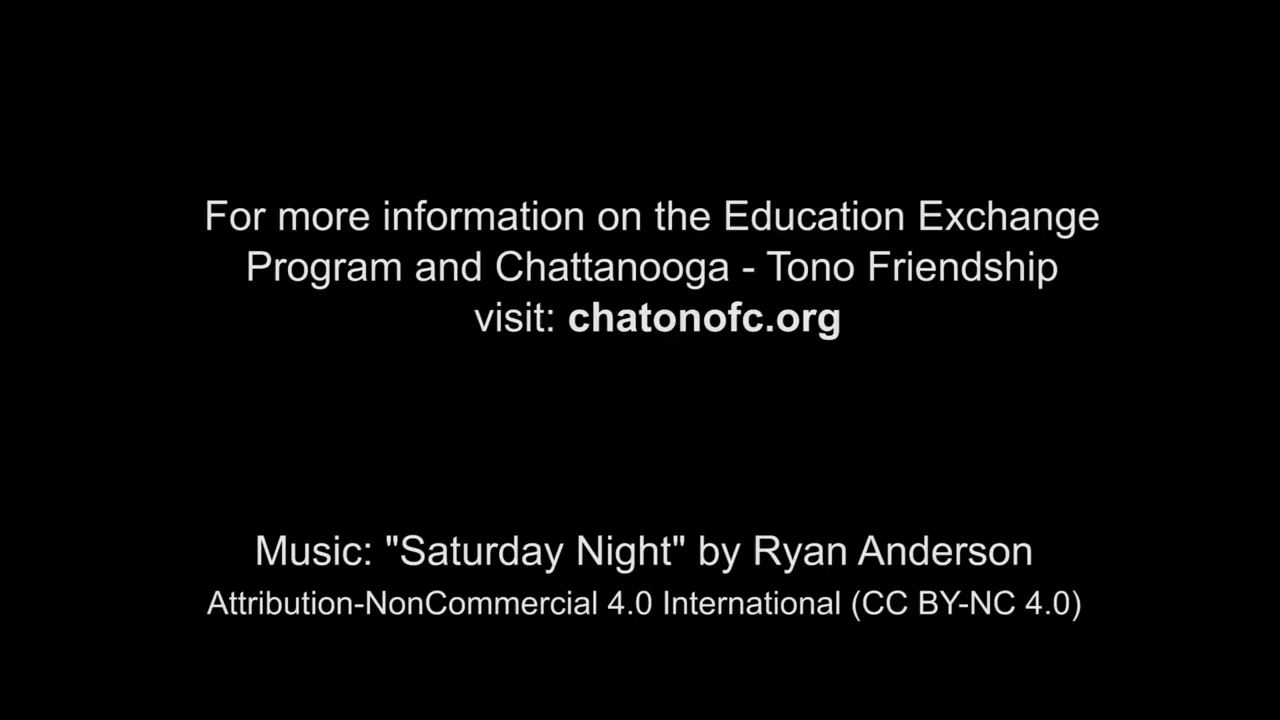 For more information on the Education Exchange
Program and Chattanooga - Tono Friendship
visit: chatonofc.org
Music: "Saturday Night" by Ryan Anderson
Attribution-NonCommercial 4.0 International (CC BY-NC 4.0)